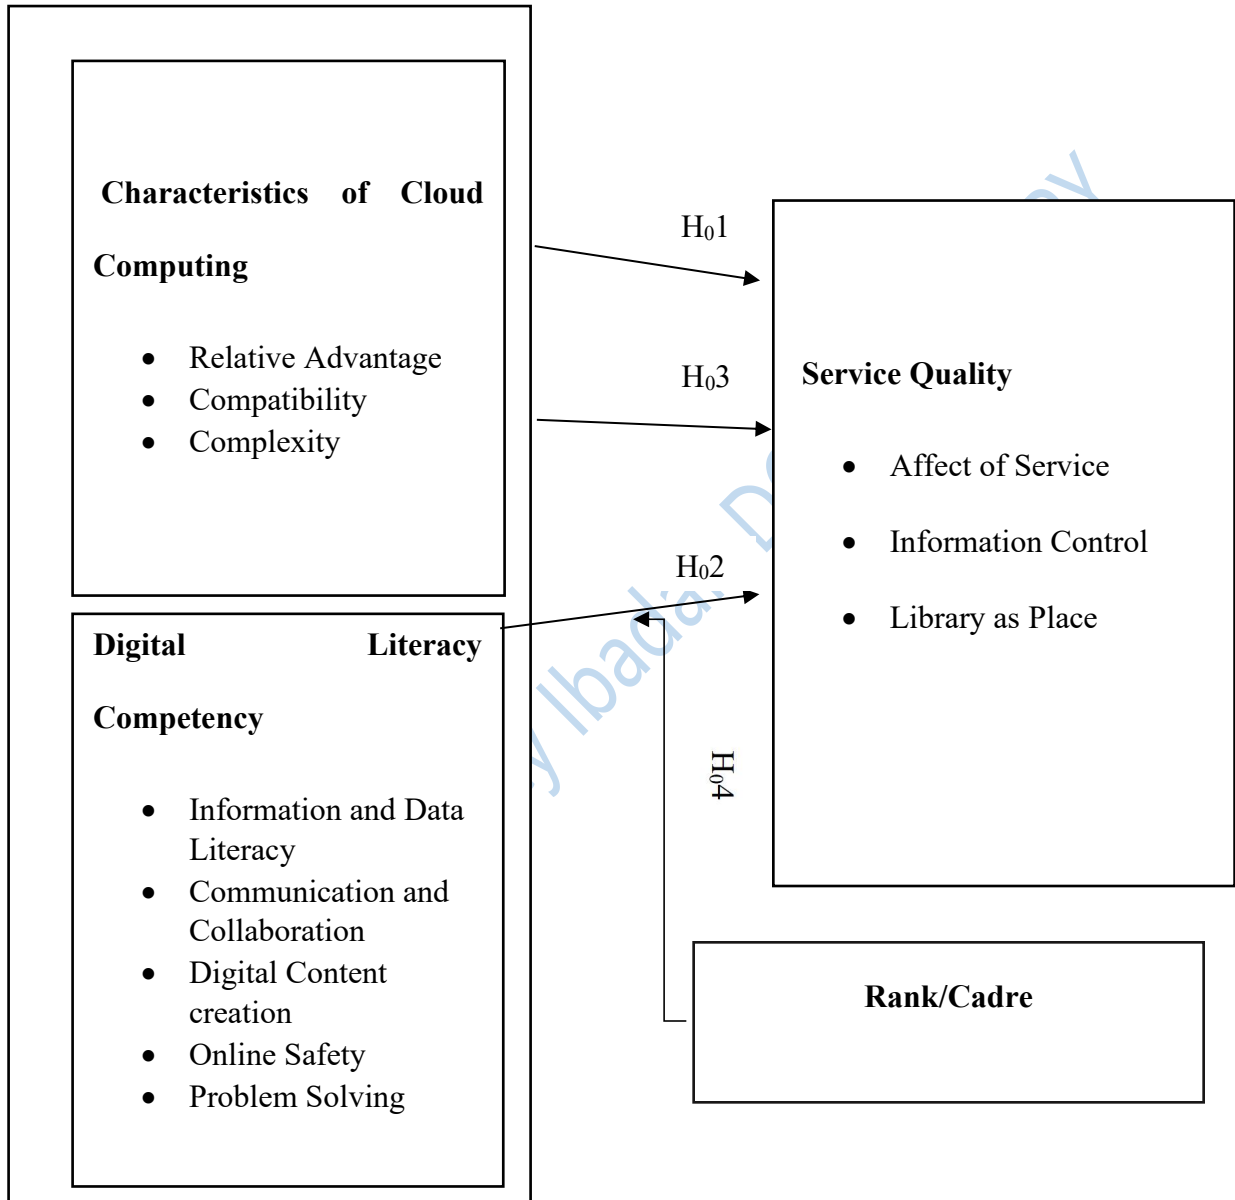 Characteristics of Cloud
Computing
• Relative Advantage
• Compatibility
• Complexity
Digital Literacy
Competency
• Information and Data
Literacy
• Communication and
Collaboration
• Digital Content
creation
• Online Safety
• Problem Solving
H₀1
H₀3
H₀2
H₀4
Service Quality
• Affect of Service
• Information Control
• Library as Place
Rank/Cadre
Ibadan